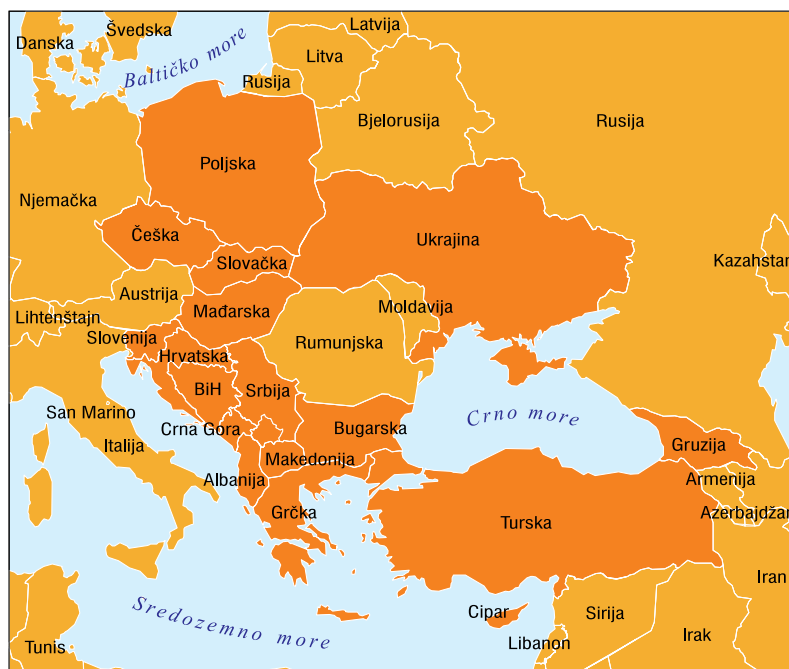 Švedska
Latvija
Danska
Baltičko more
Litva
Rusija
Bjelorusija
Rusija
Poljska
Njemačka
Češka
Ukrajina
Slovačka
Kazahstan
Austrija
Mađarska
Moldavija
Lihtenštajn
Slovenija
Hrvatska
Rumunjska
BiH
Srbija
San Marino
Crno more
Crna Gora
Bugarska
Italija
Gruzija
Makedonija
Albanija
Armenija
Grčka
Azerbajdžan
Turska
Iran
Sredozemno more
Cipar
Sirija
Irak
Libanon
Tunis